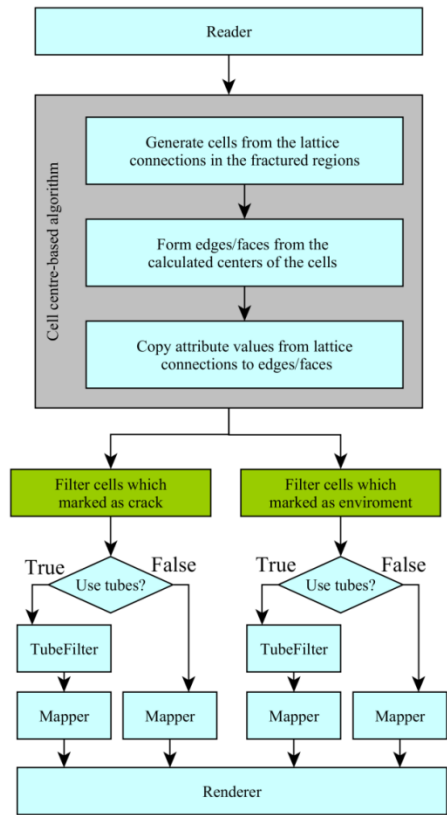 Reader
Cell centre-based algorithm
Generate cells from the lattice
connections in the fractured regions
Form edges/faces from the
calculated centers of the cells
Copy attribute values from lattice
connections to edges/faces
Filter cells which
marked as crack
Filter cells which
marked as enviroment
True
False
Use tubes?
True
False
Use tubes?
TubeFilter
TubeFilter
Mapper
Mapper
Mapper
Mapper
Renderer